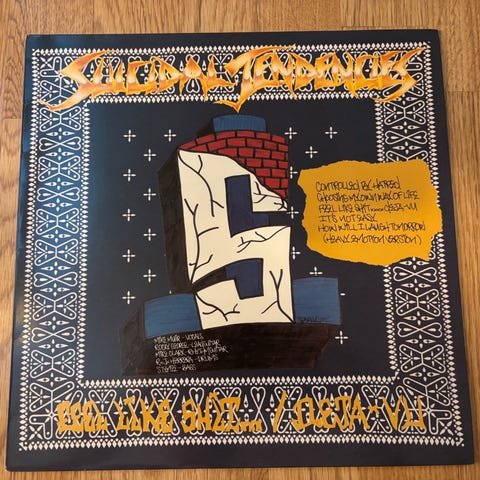 SUICIDAL TENDENCIES
CONTROLLED BY HATRED
CHOOSING MY OWN WAY OF LIFE
FEEL LIKE SHIT......DEJA-VU
IT'S NOT EASY
HOW WILL I LAUGH TOMORROW
(HEAVY EMOTION VERSION)
MIKE MUIR - VOCALS
ROCKY GEORGE - LEAD GUITAR
MIKE CLARK - RHYTHM GUITAR
R.J. HERRERA - DRUMS
STYMEE - BASS
FEEL LIKE SHIT... / DEJA-VU